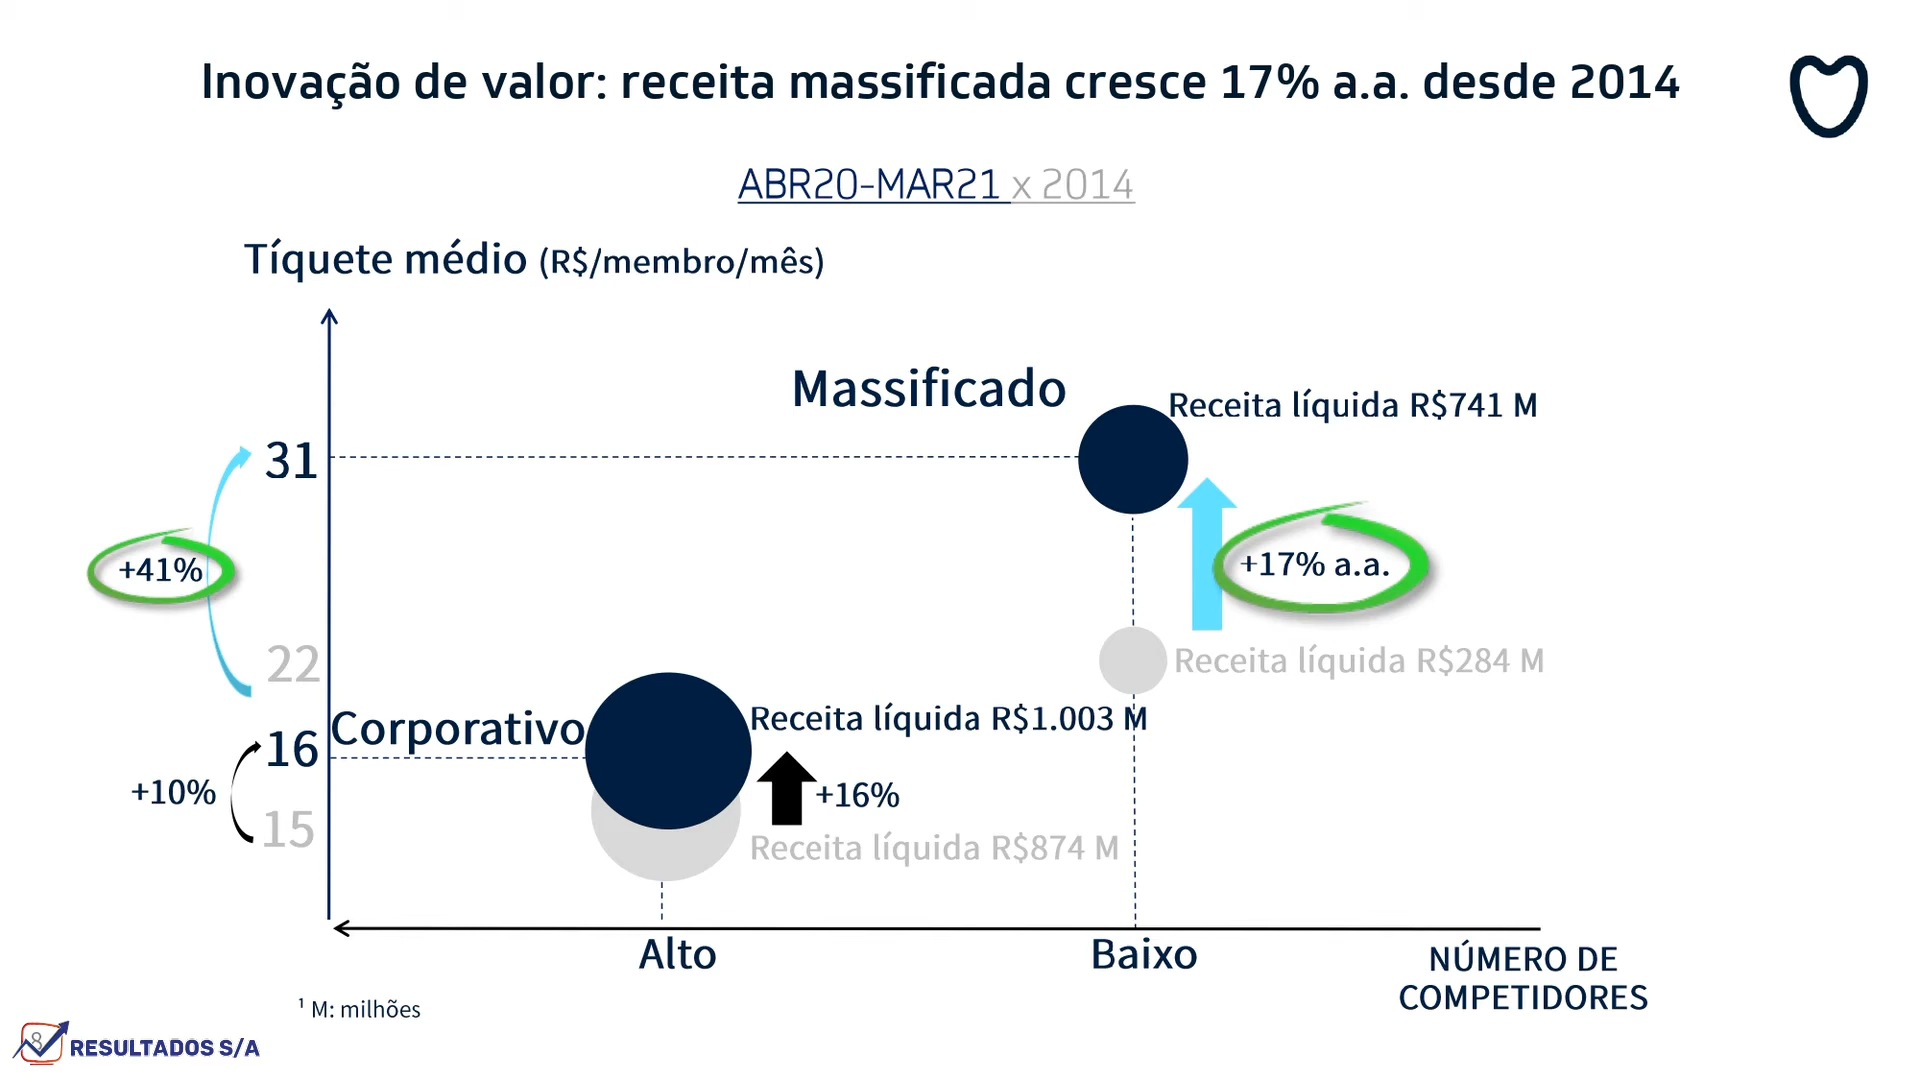 Inovação de valor: receita massificada cresce 17% a.a. desde 2014
ABR20-MAR21 x 2014
Tíquete médio (R$/membro/mês)
Massificado
Receita líquida R$741 M
31
+41%
+17% a.a.
22
Receita líquida R$284 M
Corporativo
Receita líquida R$1.003 M
16
+10%
+16%
15
Receita líquida R$874 M
Alto
Baixo
NÚMERO DE
COMPETIDORES
¹ M: milhões
8
RESULTADOS S/A